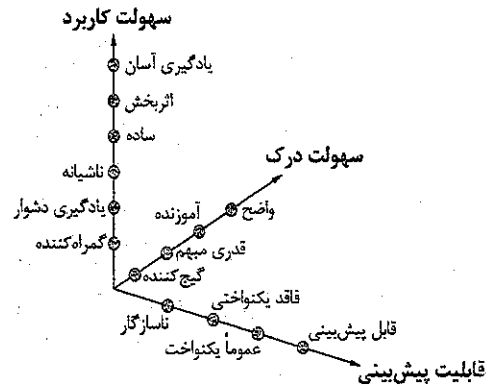 سهولت کاربرد
یادگیری آسان
اثربخش
ساده
ناشیانه
یادگیری دشوار
گمراه‌کننده
سهولت درک
واضح
آموزنده
قدری مبهم
گیج‌کننده
ناسازگار
فاقد یکنواختی
عموماً یکنواخت
قابل پیش‌بینی
قابلیت پیش‌بینی